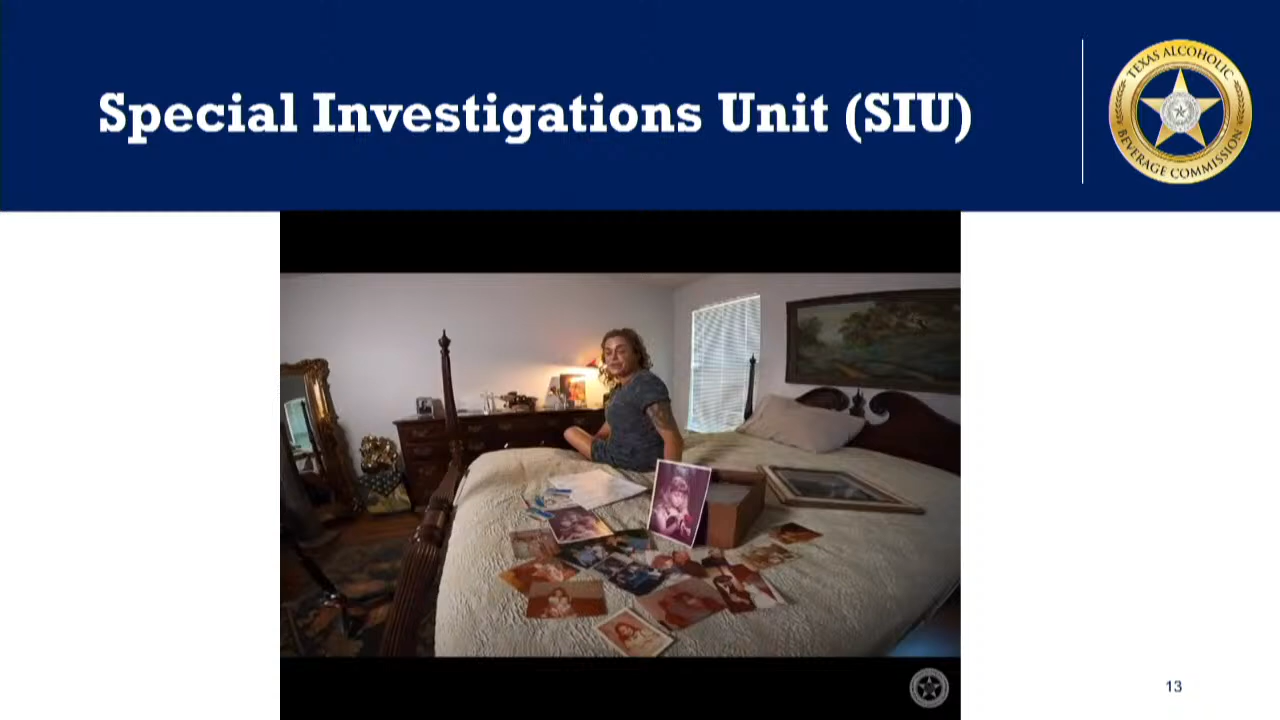 Special Investigations Unit (SIU)
TEXAS ALCOHOLIC
BEVERAGE COMMISSION
13